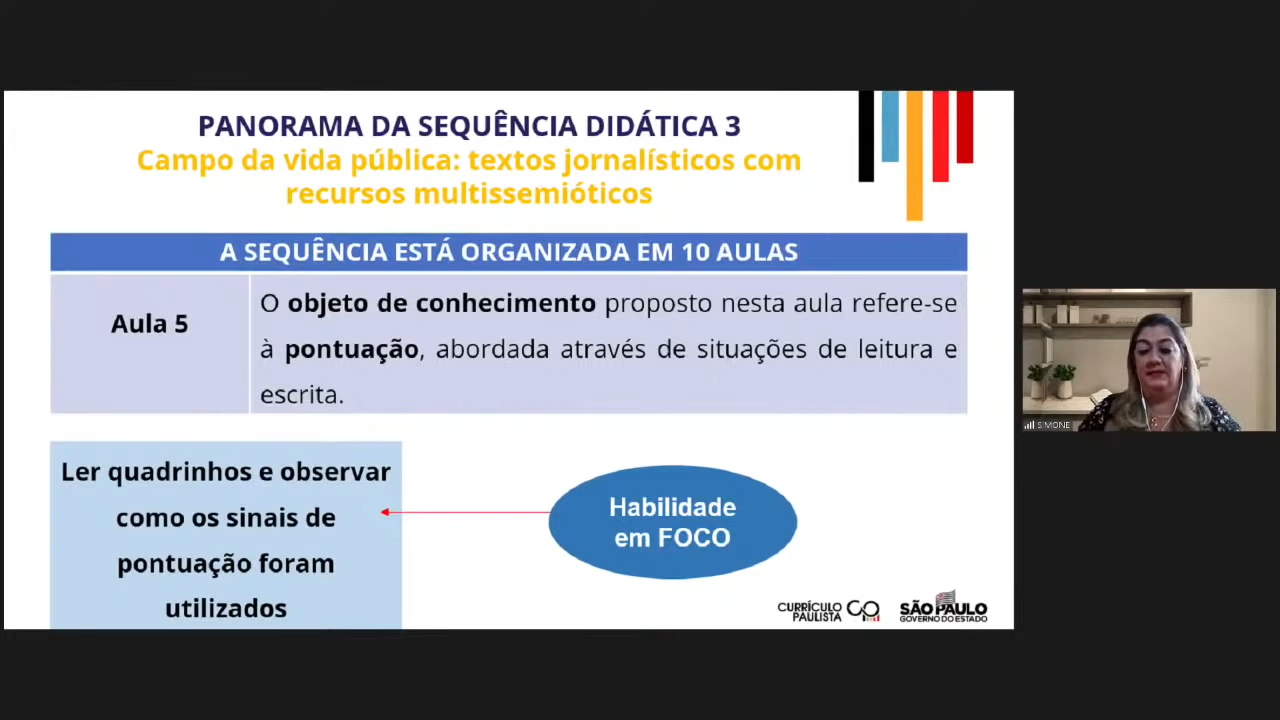 PANORAMA DA SEQUÊNCIA DIDÁTICA 3
Campo da vida pública: textos jornalísticos com
recursos multissemióticos
A SEQUÊNCIA ESTÁ ORGANIZADA EM 10 AULAS
Aula 5
O objeto de conhecimento proposto nesta aula refere-se
à pontuação, abordada através de situações de leitura e
escrita.
Ler quadrinhos e observar
como os sinais de
pontuação foram
utilizados
Habilidade
em FOCO
CURRÍCULO
PAULISTA
SÃO PAULO
GOVERNO DO ESTADO
SIMONE